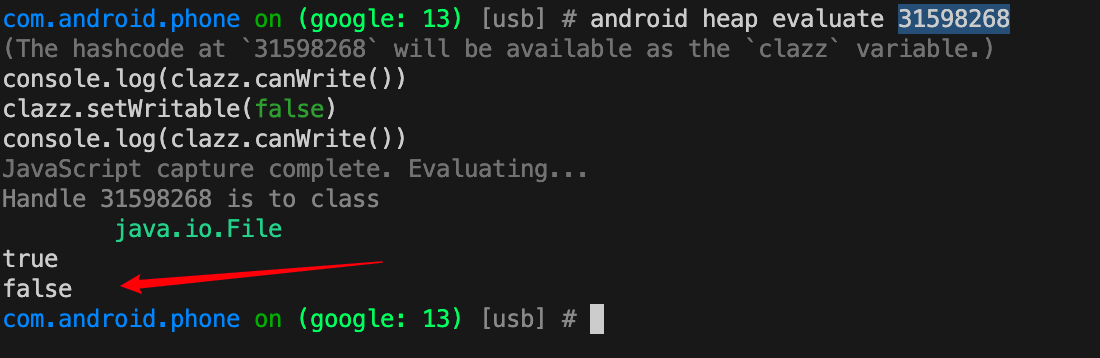 com.android.phone on (google: 13) [usb] # android heap evaluate 31598268
(The hashcode at `31598268` will be available as the `clazz` variable.)
console.log(clazz.canWrite())
clazz.setWritable(false)
console.log(clazz.canWrite())
JavaScript capture complete. Evaluating...
Handle 31598268 is to class
java.io.File
true
false
com.android.phone on (google: 13) [usb] #